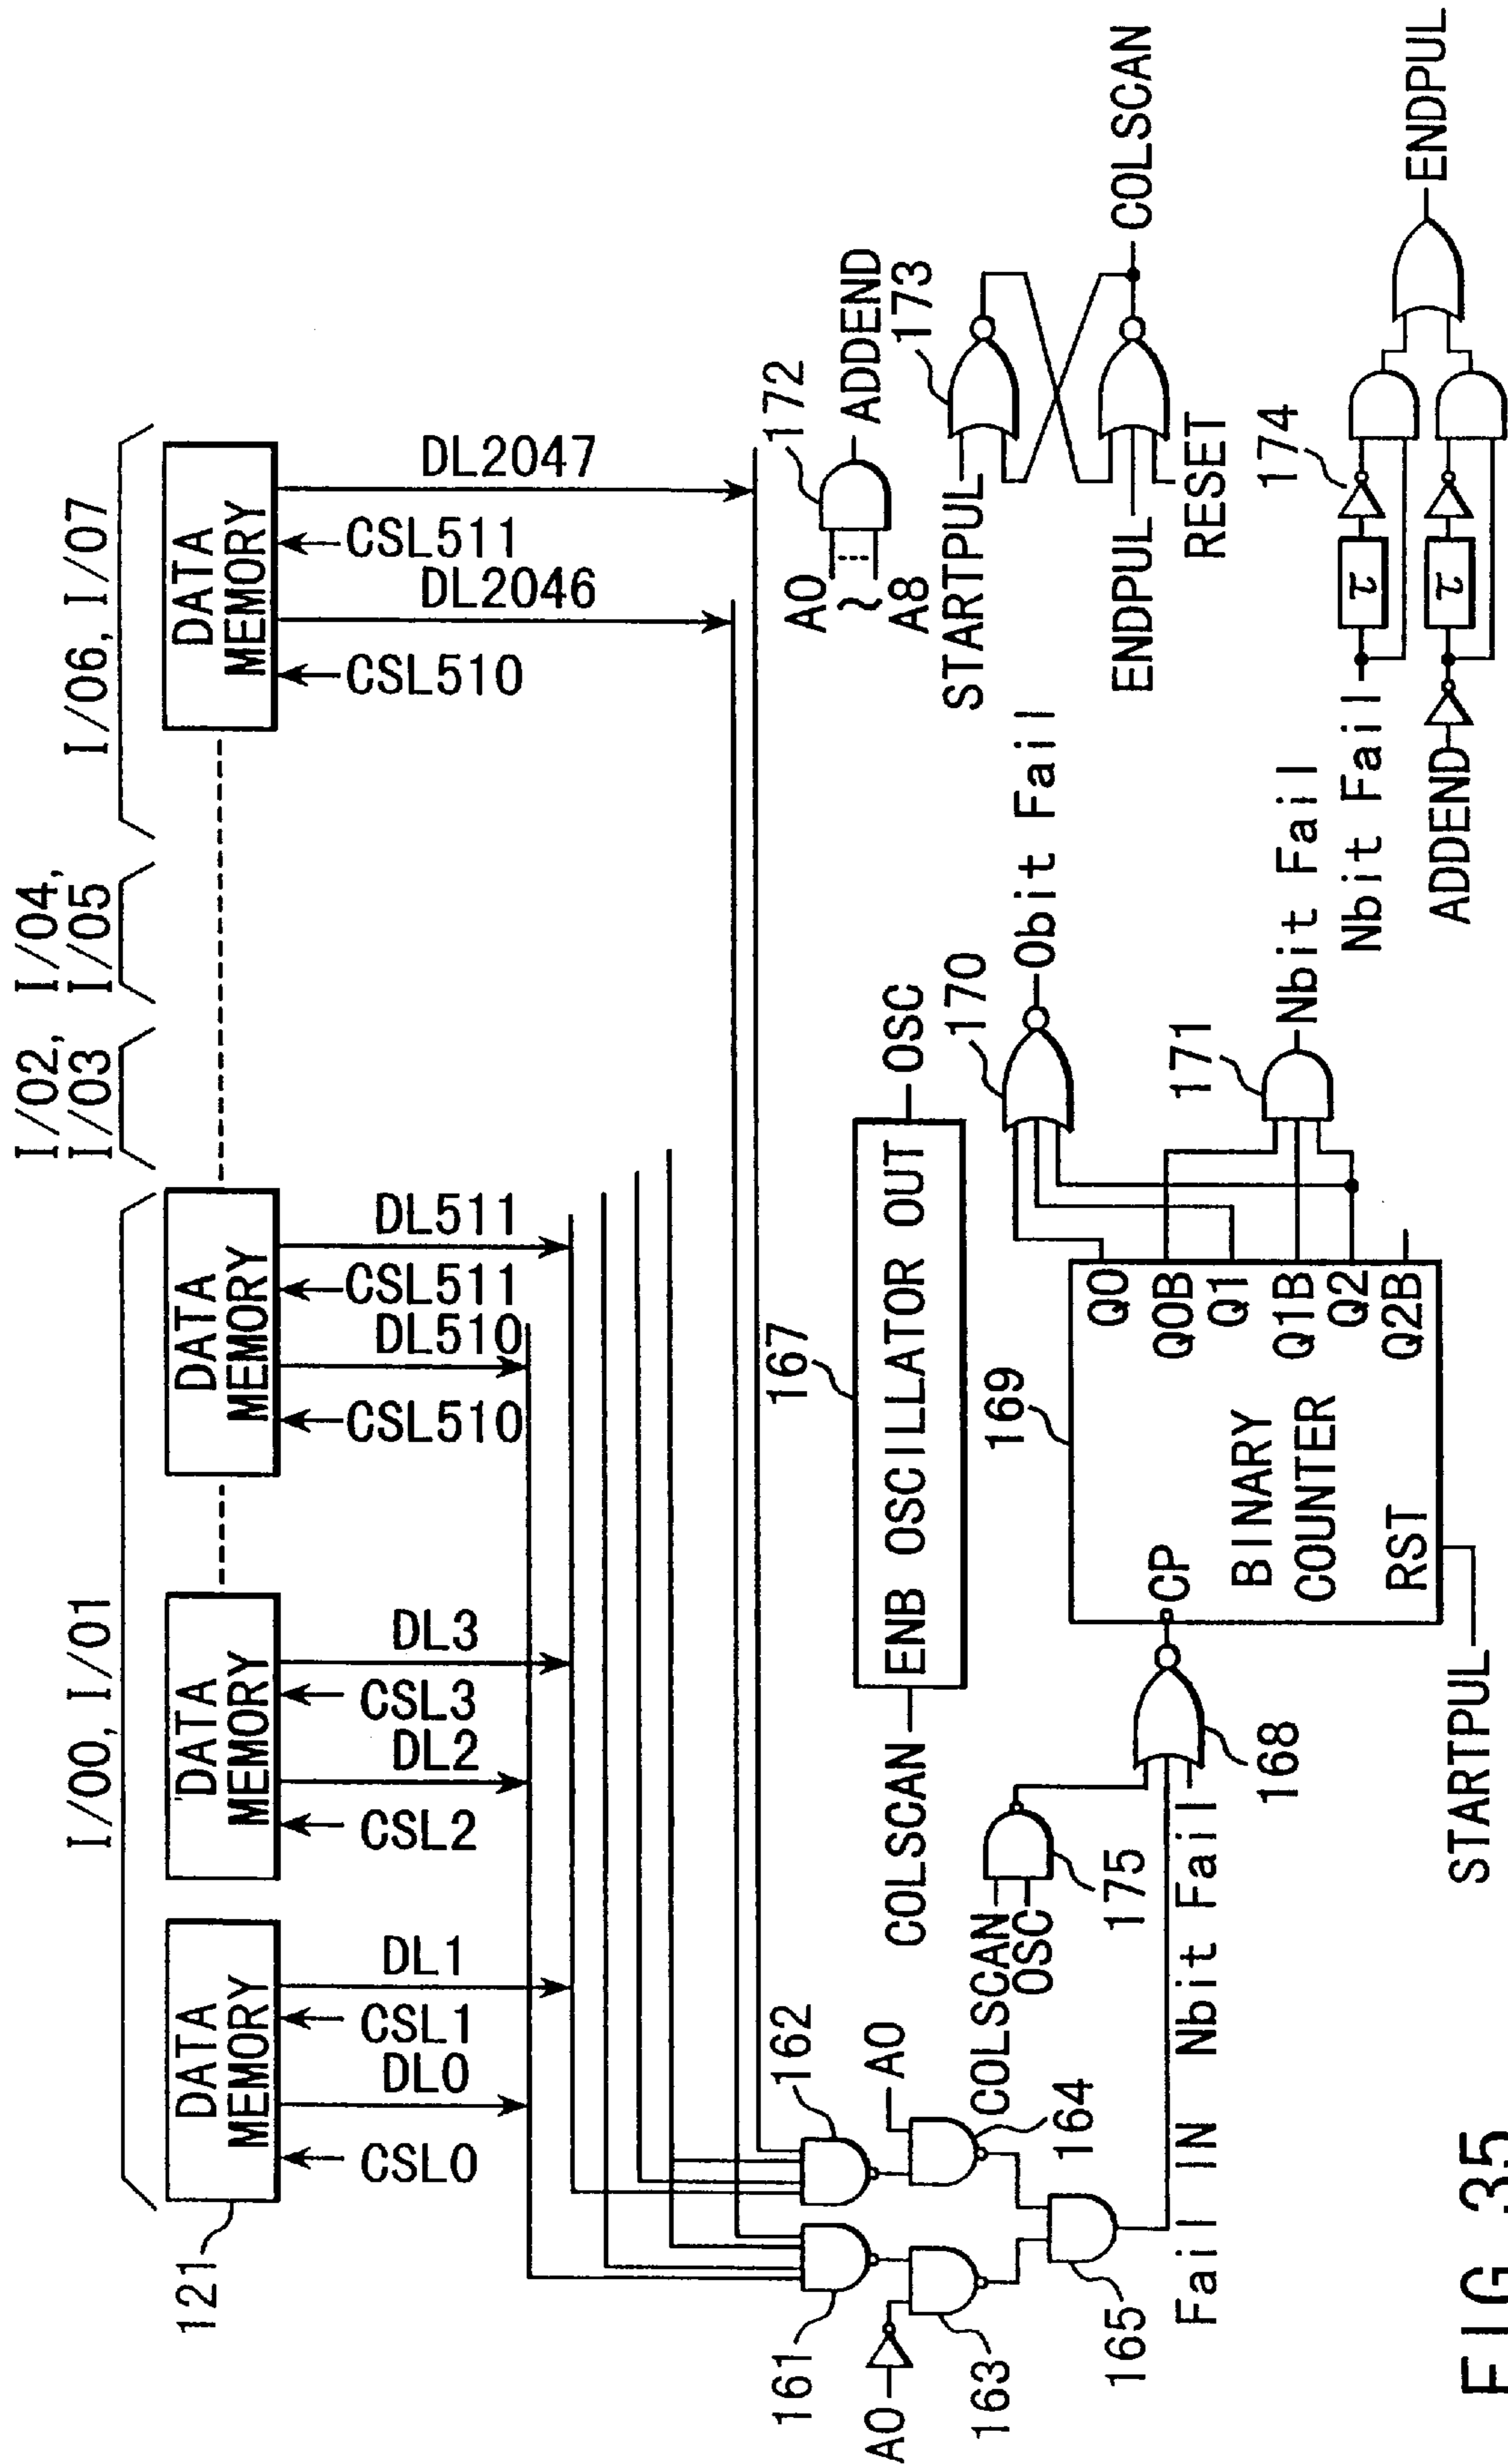 I/00, I/01
I/02,
I/03
I/04,
I/05
I/06, I/07
121
DATA
MEMORY
DATA
MEMORY
DATA
MEMORY
DATA
MEMORY
CSL0
DL0
CSL1
DL1
CSL2
DL2
CSL3
DL3
CSL510
DL510
CSL511
DL511
CSL510
DL2046
CSL511
DL2047
161
162
A0
163
A0
164
165
Fail IN
COLSCAN
OSC
175
Nbit Fail
168
COLSCAN
167
ENB OSCILLATOR OUT
OSC
169
CP
BINARY
COUNTER
RST
Q0
Q0B
Q1
Q1B
Q2
Q2B
STARTPUL
170
0bit Fail
171
Nbit Fail
A0
A8
172
ADDEND
STARTPUL
173
ENDPUL
RESET
COLSCAN
Nbit Fail
τ
174
ADDEND
τ
ENDPUL
FIG. 35